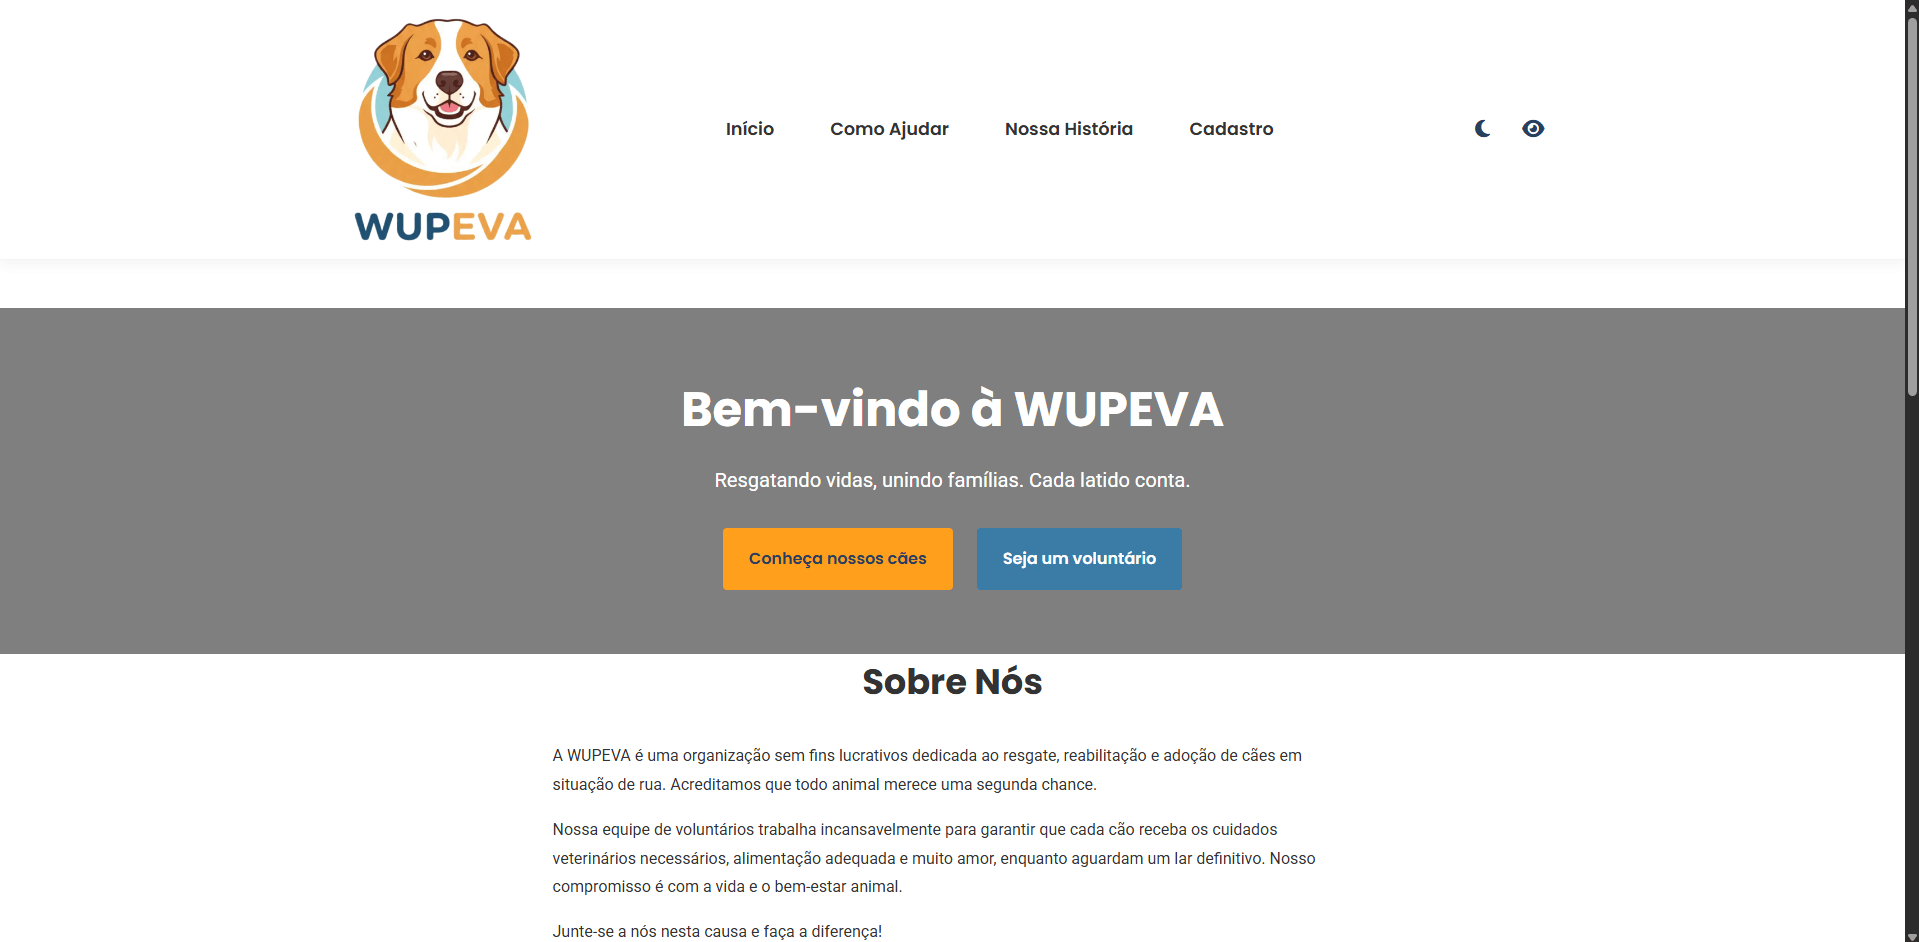 WUPEVA
Início
Como Ajudar
Nossa História
Cadastro
Bem-vindo à WUPEVA
Resgatando vidas, unindo famílias. Cada latido conta.
Conheça nossos cães
Seja um voluntário
Sobre Nós
A WUPEVA é uma organização sem fins lucrativos dedicada ao resgate, reabilitação e adoção de cães em
situação de rua. Acreditamos que todo animal merece uma segunda chance.
Nossa equipe de voluntários trabalha incansavelmente para garantir que cada cão receba os cuidados
veterinários necessários, alimentação adequada e muito amor, enquanto aguardam um lar definitivo. Nosso
compromisso é com a vida e o bem-estar animal.
Junte-se a nós nesta causa e faça a diferença!